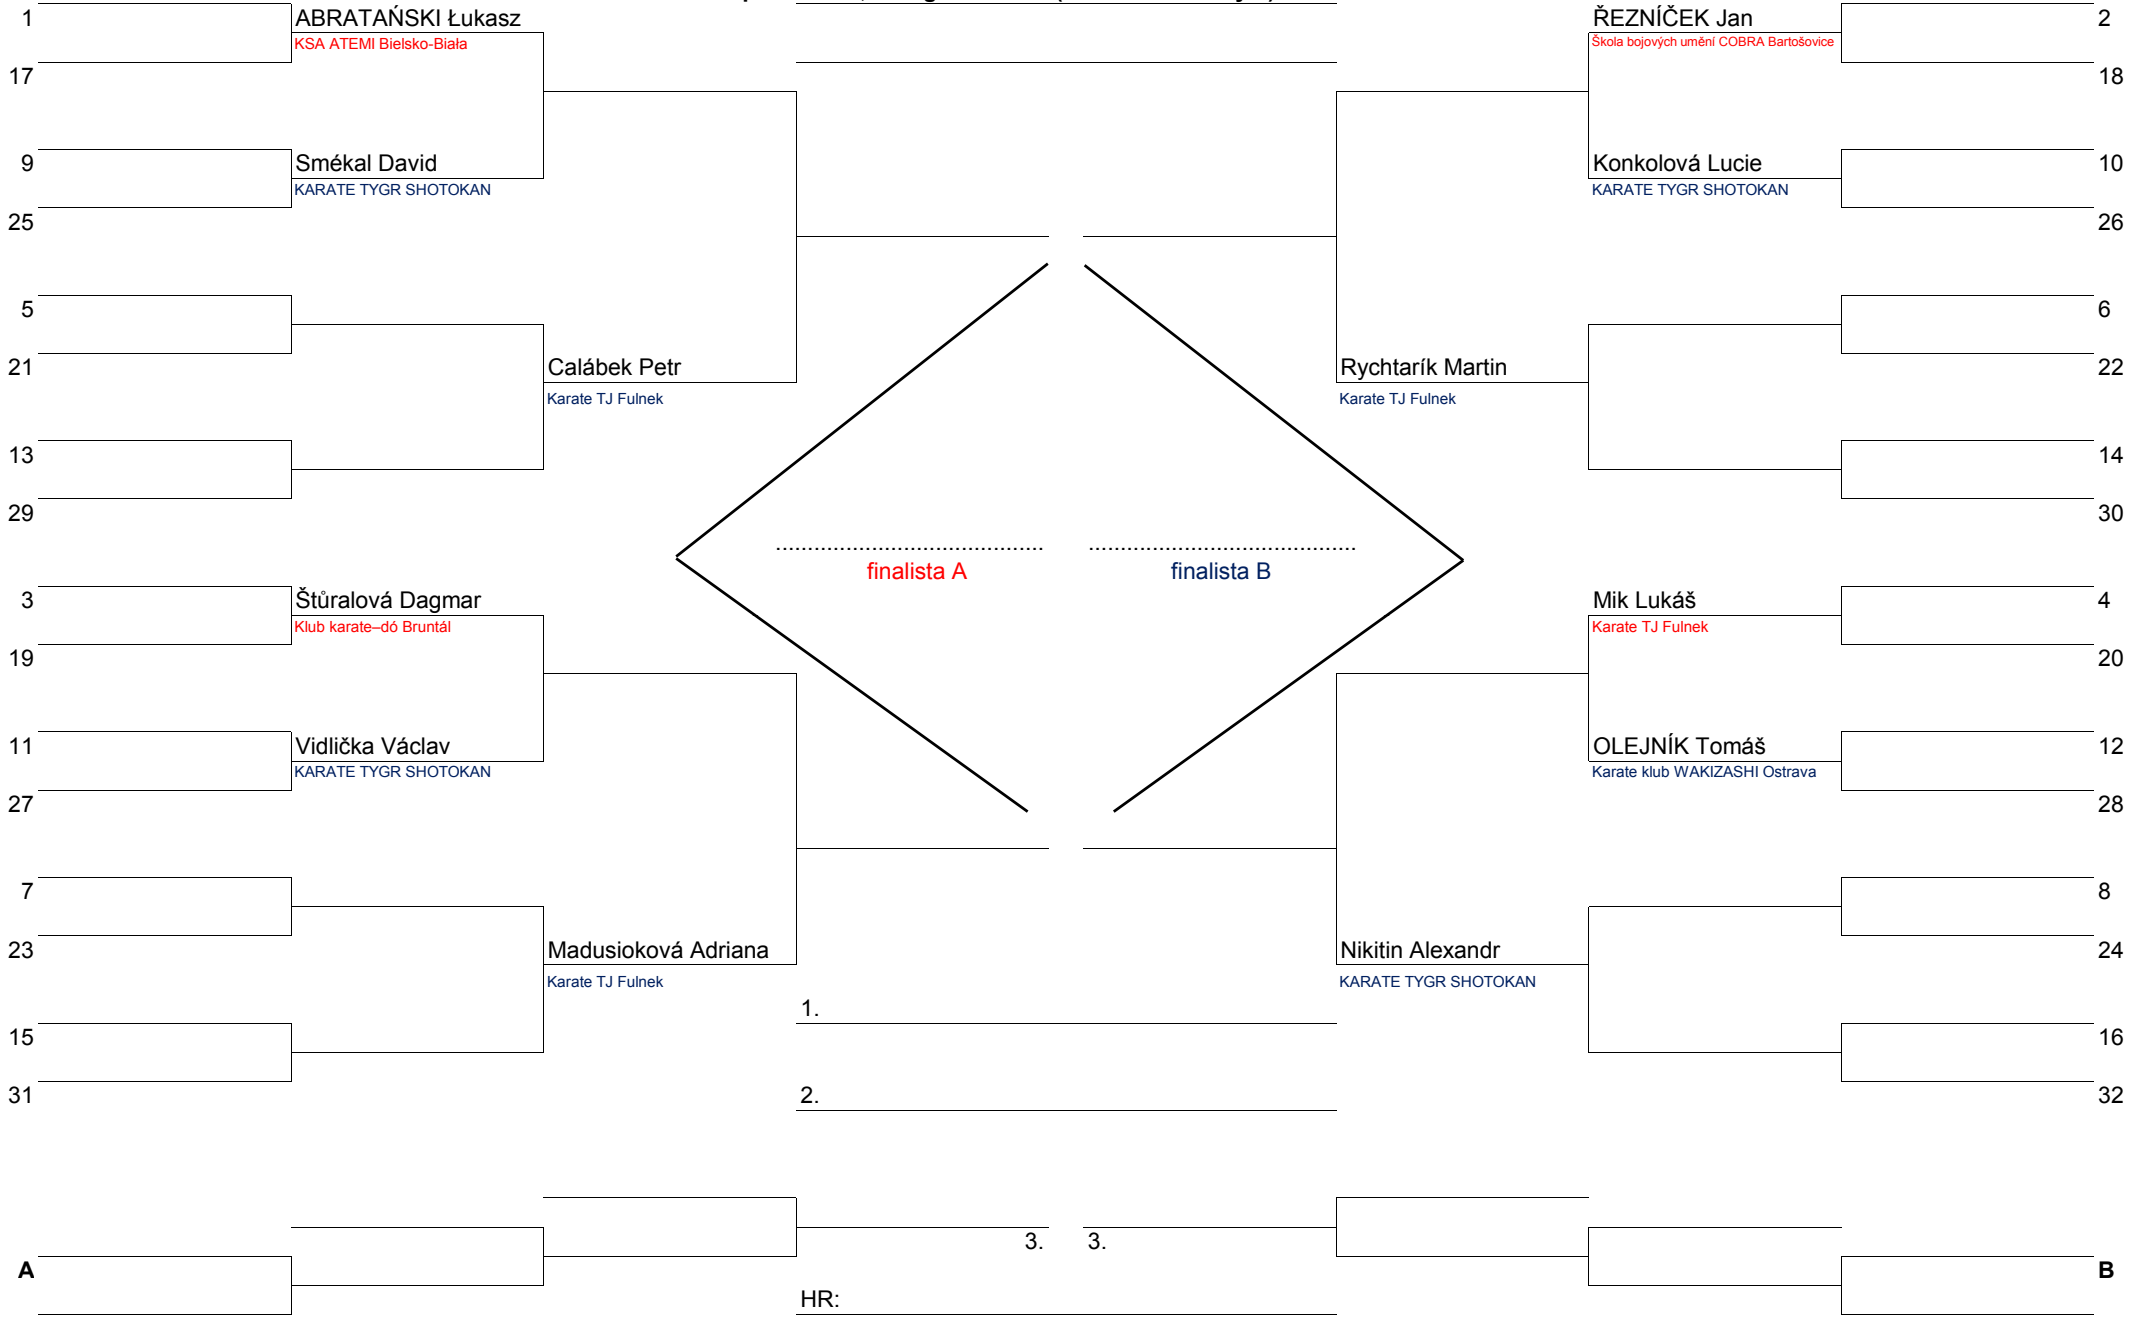 1
ABRATAŃSKI Łukasz
KSA ATEMI Bielsko-Biała
17
9
Smékal David
KARATE TYGR SHOTOKAN
25
5
21
Calábek Petr
Karate TJ Fulnek
13
29
3
Štůralová Dagmar
Klub karate–dó Bruntál
19
11
Vidlička Václav
KARATE TYGR SHOTOKAN
27
7
23
Madusioková Adriana
Karate TJ Fulnek
15
31
A
........................................... 
finalista A
...........................................
finalista B
1.
2.
3.
3.
HR:
ŘEZNÍČEK Jan
2
Škola bojových umění COBRA Bartošovice
18
Konkolová Lucie
10
KARATE TYGR SHOTOKAN
26
6
Rychtarík Martin
22
Karate TJ Fulnek
14
30
Mik Lukáš
4
Karate TJ Fulnek
20
OLEJNÍK Tomáš
12
Karate klub WAKIZASHI Ostrava
28
8
Nikitin Alexandr
24
KARATE TYGR SHOTOKAN
16
32
B